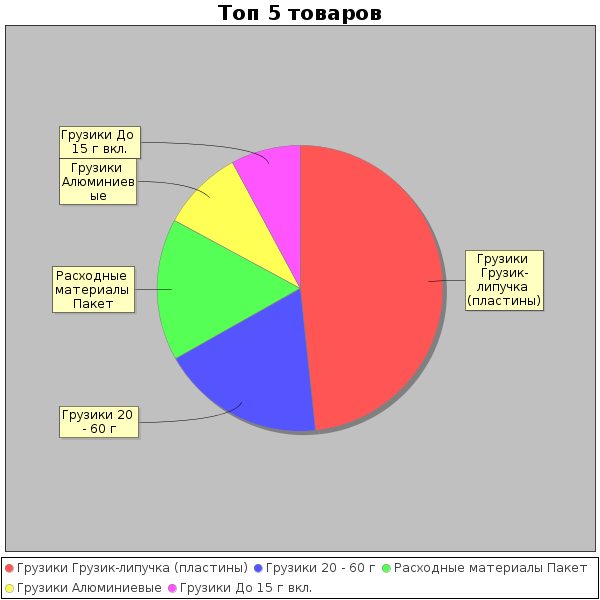 Топ 5 товаров
Грузики До
15 г вкл.
Грузики
Алюминиев
ые
Грузики
Грузик-
липучка
(пластины)
Расходные
материалы
Пакет
Грузики 20
- 60 г
Грузики Грузик-липучка (пластины) Грузики 20 - 60 г Расходные материалы Пакет
Грузики Алюминиевые Грузики До 15 г вкл.